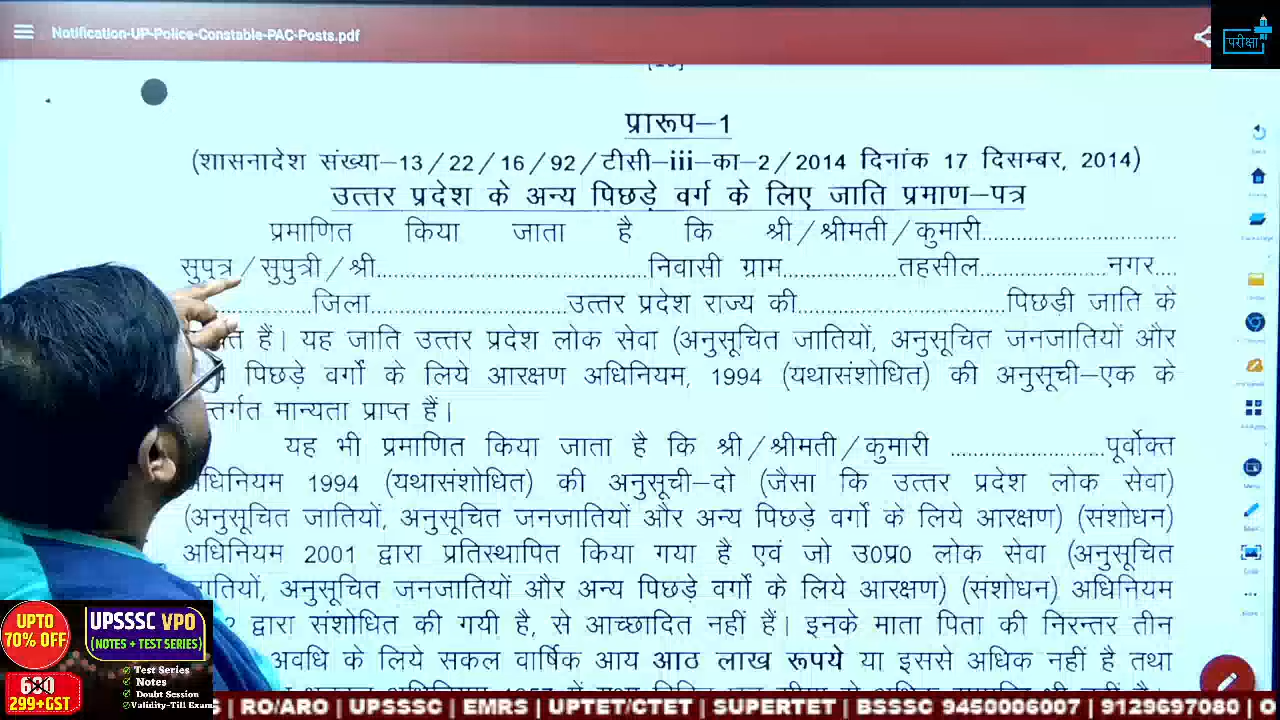 Notification-UP-Police-Constable-PAC-Posts.pdf
परीक्षा
प्रारूप–1
(शासनादेश संख्या–13/22/16/92/टीसी–iii–का–2/2014 दिनांक 17 दिसम्बर, 2014)
उत्तर प्रदेश के अन्य पिछड़े वर्ग के लिए जाति प्रमाण–पत्र
प्रमाणित किया जाता है कि श्री/श्रीमती/कुमारी..............................
सुपुत्र/सुपुत्री/श्री..........................................निवासी ग्राम..................तहसील....................नगर....
...............जिला...............................उत्तर प्रदेश राज्य की.................................पिछड़ी जाति के
हैं। यह जाति उत्तर प्रदेश लोक सेवा (अनुसूचित जातियों, अनुसूचित जनजातियों और
पिछड़े वर्गो के लिये आरक्षण अधिनियम, 1994 (यथासंशोधित) की अनुसूची–एक के
मान्यता प्राप्त हैं।
यह भी प्रमाणित किया जाता है कि श्री/श्रीमती/कुमारी ........................पूर्वोक्त
1994 (यथासंशोधित) की अनुसूची–दो (जैसा कि उत्तर प्रदेश लोक सेवा)
(अनुसूचित जातियों, अनुसूचित जनजातियों और अन्य पिछड़े वर्गो के लिये आरक्षण) (संशोधन)
अधिनियम 2001 द्वारा प्रतिस्थापित किया गया है एवं जो उ0प्र0 लोक सेवा (अनुसूचित
अनुसूचित जनजातियों और अन्य पिछड़े वर्गो के लिये आरक्षण) (संशोधन) अधिनियम
द्वारा संशोधित की गयी है, से आच्छादित नहीं हैं। इनके माता पिता की निरन्तर तीन
अवधि के लिये सकल वार्षिक आय आठ लाख रूपये या इससे अधिक नहीं है तथा
UPTO
70% OFF
UPSSSC VPO
(NOTES + TEST SERIES)
Test Series
Notes
Doubt Session
Validity-Till Exam
299+GST
| RO/ARO | UPSSSC | EMRS | UPTET/CTET | SUPERTET | BSSSC 9450006007 | 9129697080 | O